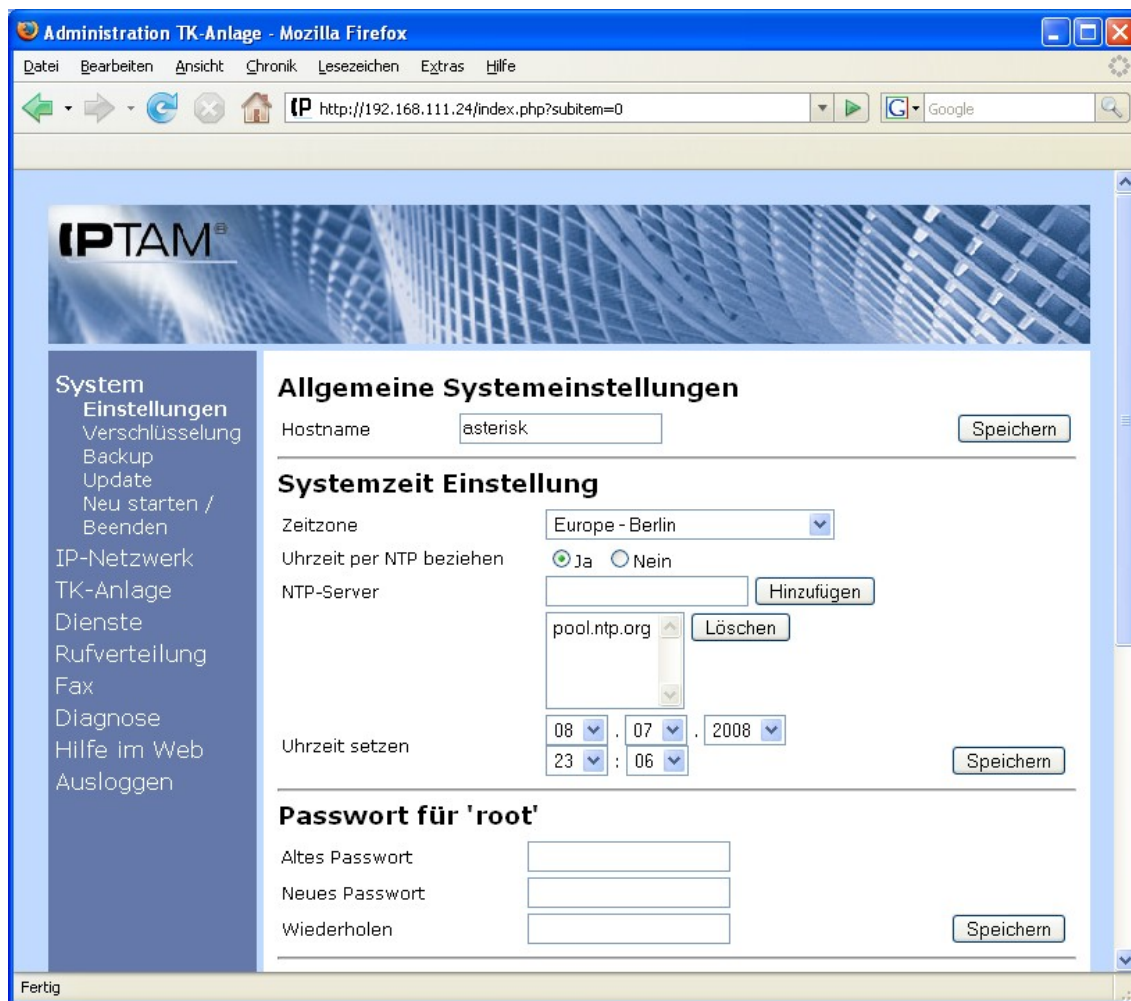 Administration TK-Anlage - Mozilla Firefox
Datei Bearbeiten Ansicht Chronik Lesezeichen Extras Hilfe
(P http://192.168.111.24/index.php?subitem=0 G Google
(PTAM®
System
Einstellungen
Verschlüsselung
Backup
Update
Neu starten /
Beenden
IP-Netzwerk
TK-Anlage
Dienste
Rufverteilung
Fax
Diagnose
Hilfe im Web
Ausloggen
Allgemeine Systemeinstellungen
Hostname asterisk Speichern
Systemzeit Einstellung
Zeitzone Europe - Berlin
Uhrzeit per NTP beziehen Ja Nein
NTP-Server Hinzufügen
pool.ntp.org Löschen
Uhrzeit setzen 08 . 07 . 2008
23 : 06 Speichern
Passwort für 'root'
Altes Passwort
Neues Passwort
Wiederholen Speichern
Fertig